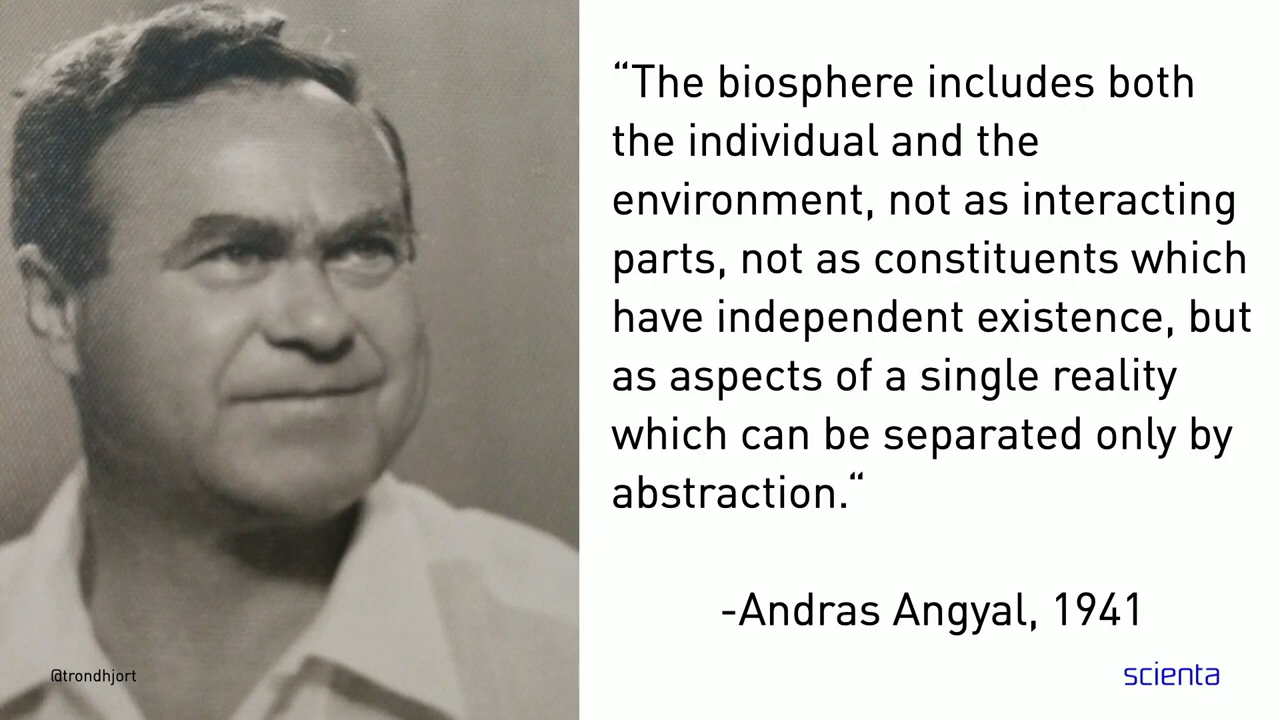 “The biosphere includes both
the individual and the
environment, not as interacting
parts, not as constituents which
have independent existence, but
as aspects of a single reality
which can be separated only by
abstraction.“
-Andras Angyal, 1941
@trondhjort
scienta